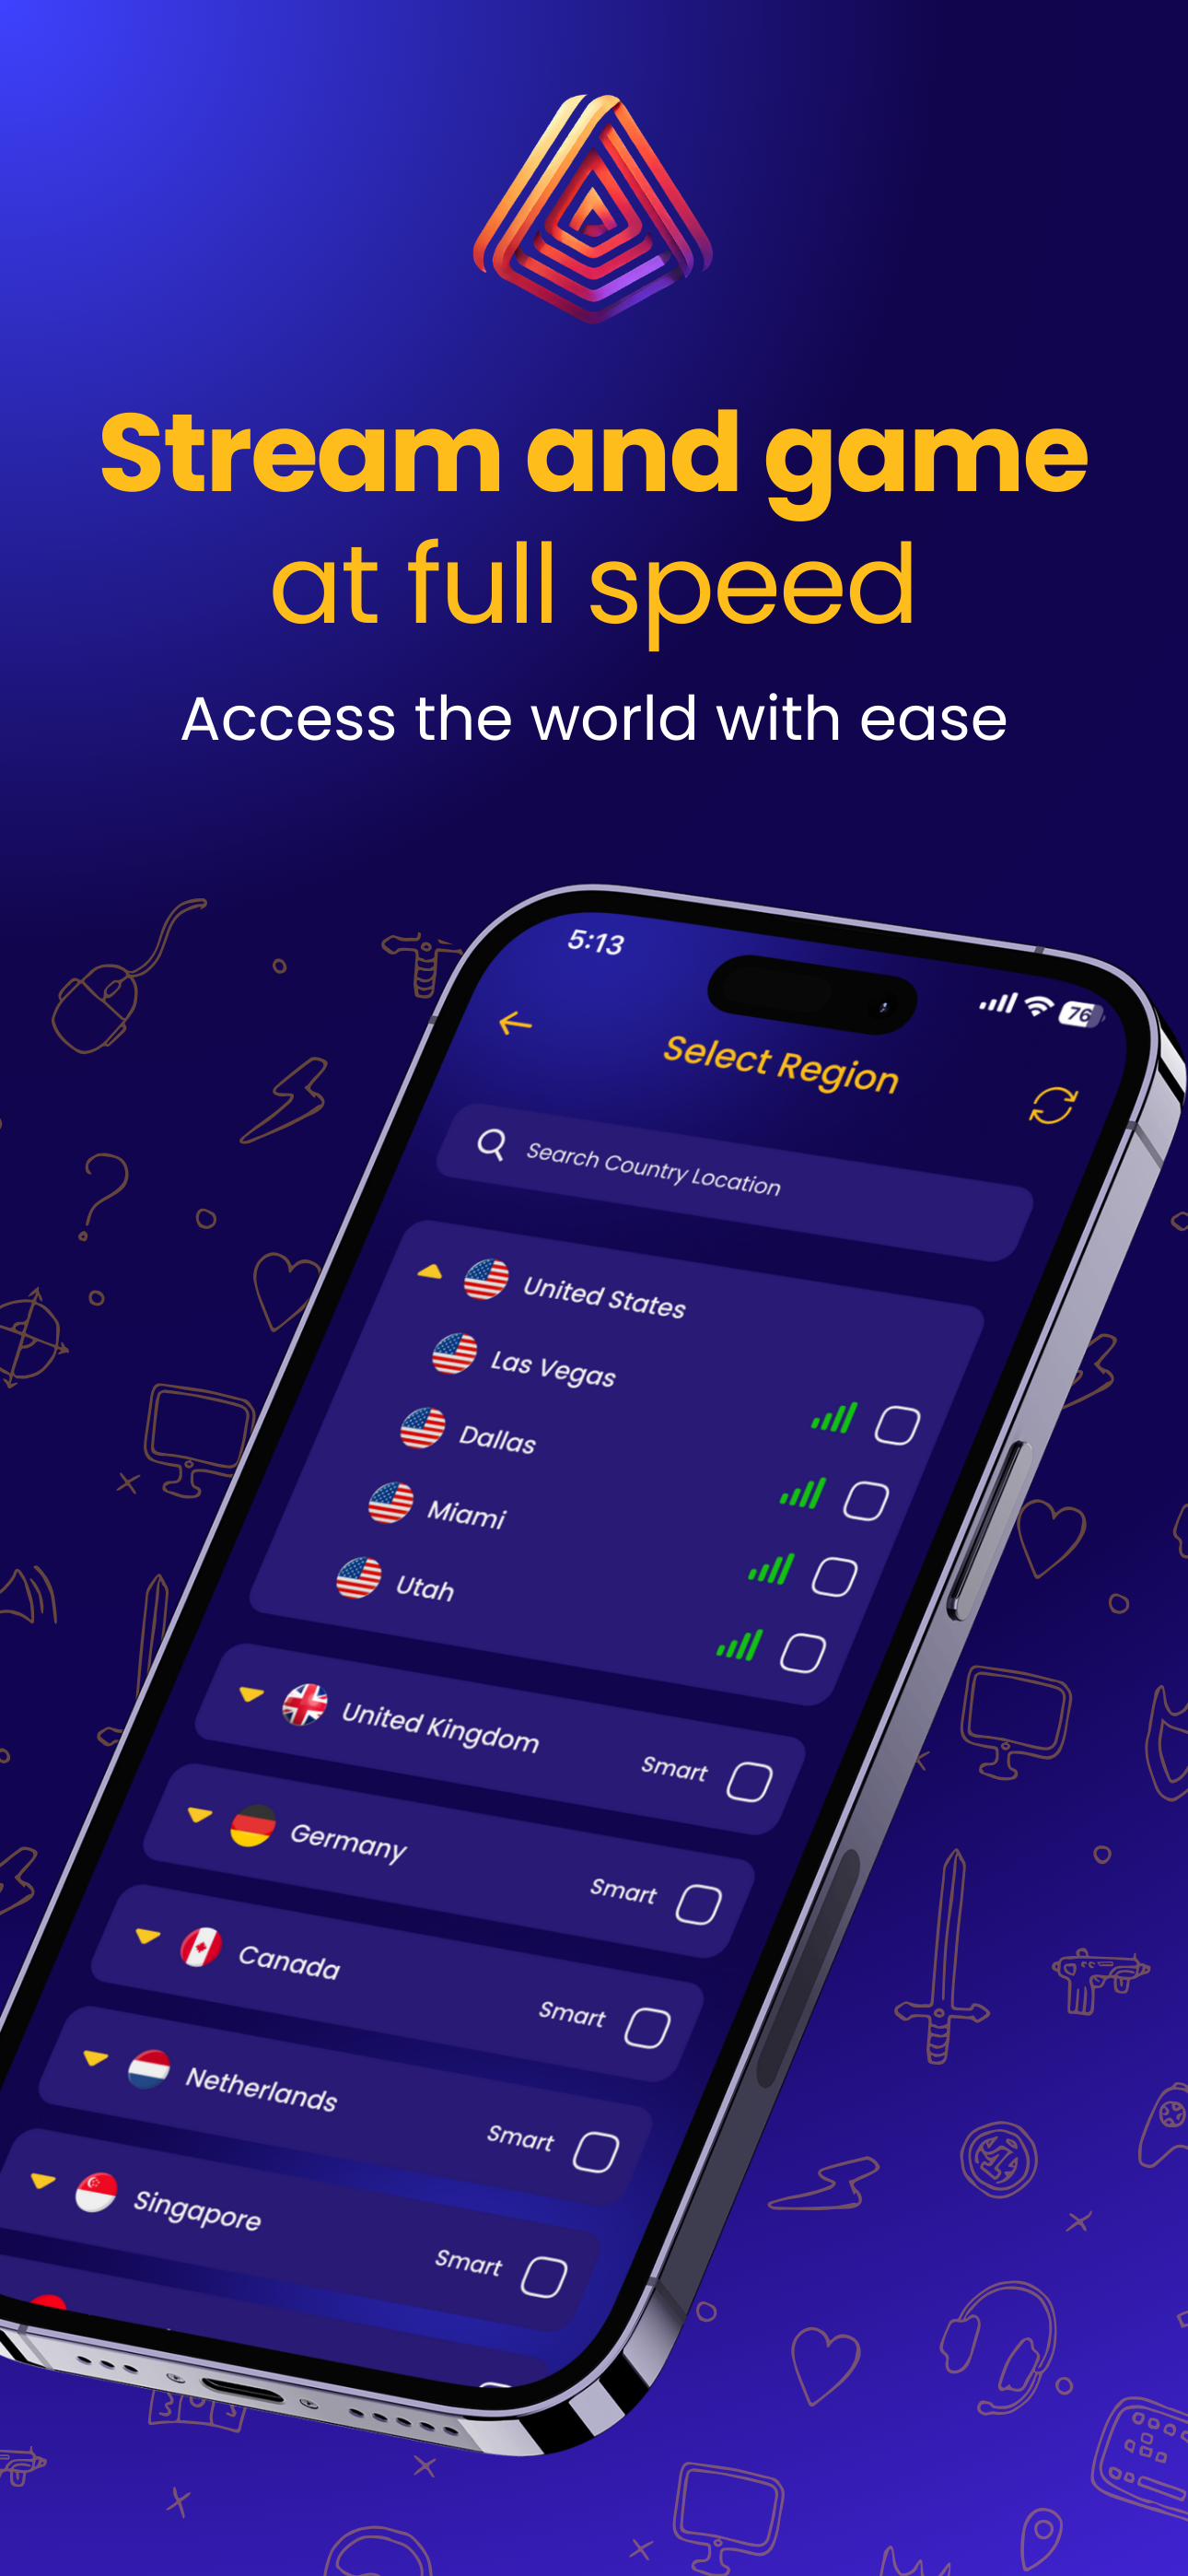 Stream and game
at full speed
Access the world with ease
5:13
76
Select Region
Search Country Location
United States
Las Vegas
Dallas
Miami
Utah
United Kingdom Smart
Germany Smart
Canada Smart
Netherlands Smart
Singapore Smart